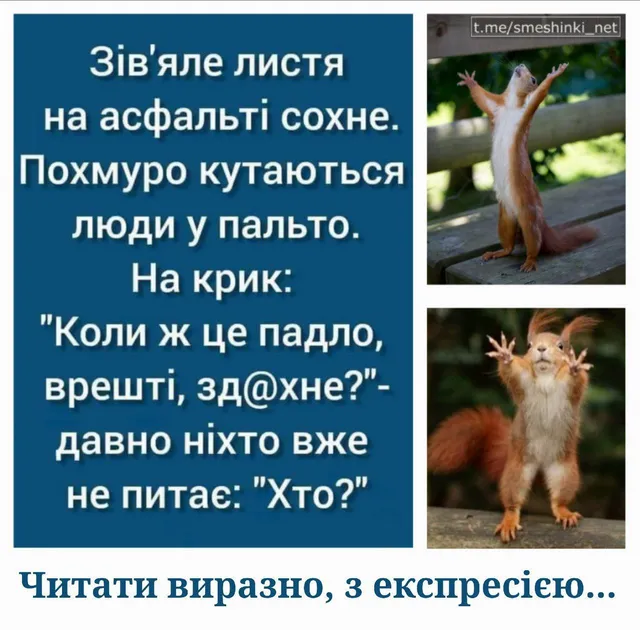 t.me/smeshinki_net
Зів'яле листя
на асфальті сохне.
Похмуро кутаються
люди у пальто.
На крик:
"Коли ж це падло,
врешті, зд@хне?"-
давно ніхто вже
не питає: "Хто?"
Читати виразно, з експресією...